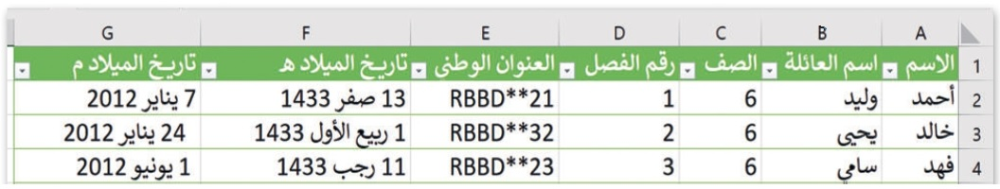 A B C D E F G
1 الاسم اسم العائلة الصف رقم الفصل العنوان الوطني تاريخ الميلاد هـ تاريخ الميلاد م
2 أحمد وليد 6 1 RBBD**21 13 صفر 1433 7 يناير 2012
3 خالد يحيى 6 2 RBBD**32 1 ربيع الأول 1433 24 يناير 2012
4 فهد سامي 6 3 RBBD**23 11 رجب 1433 1 يونيو 2012